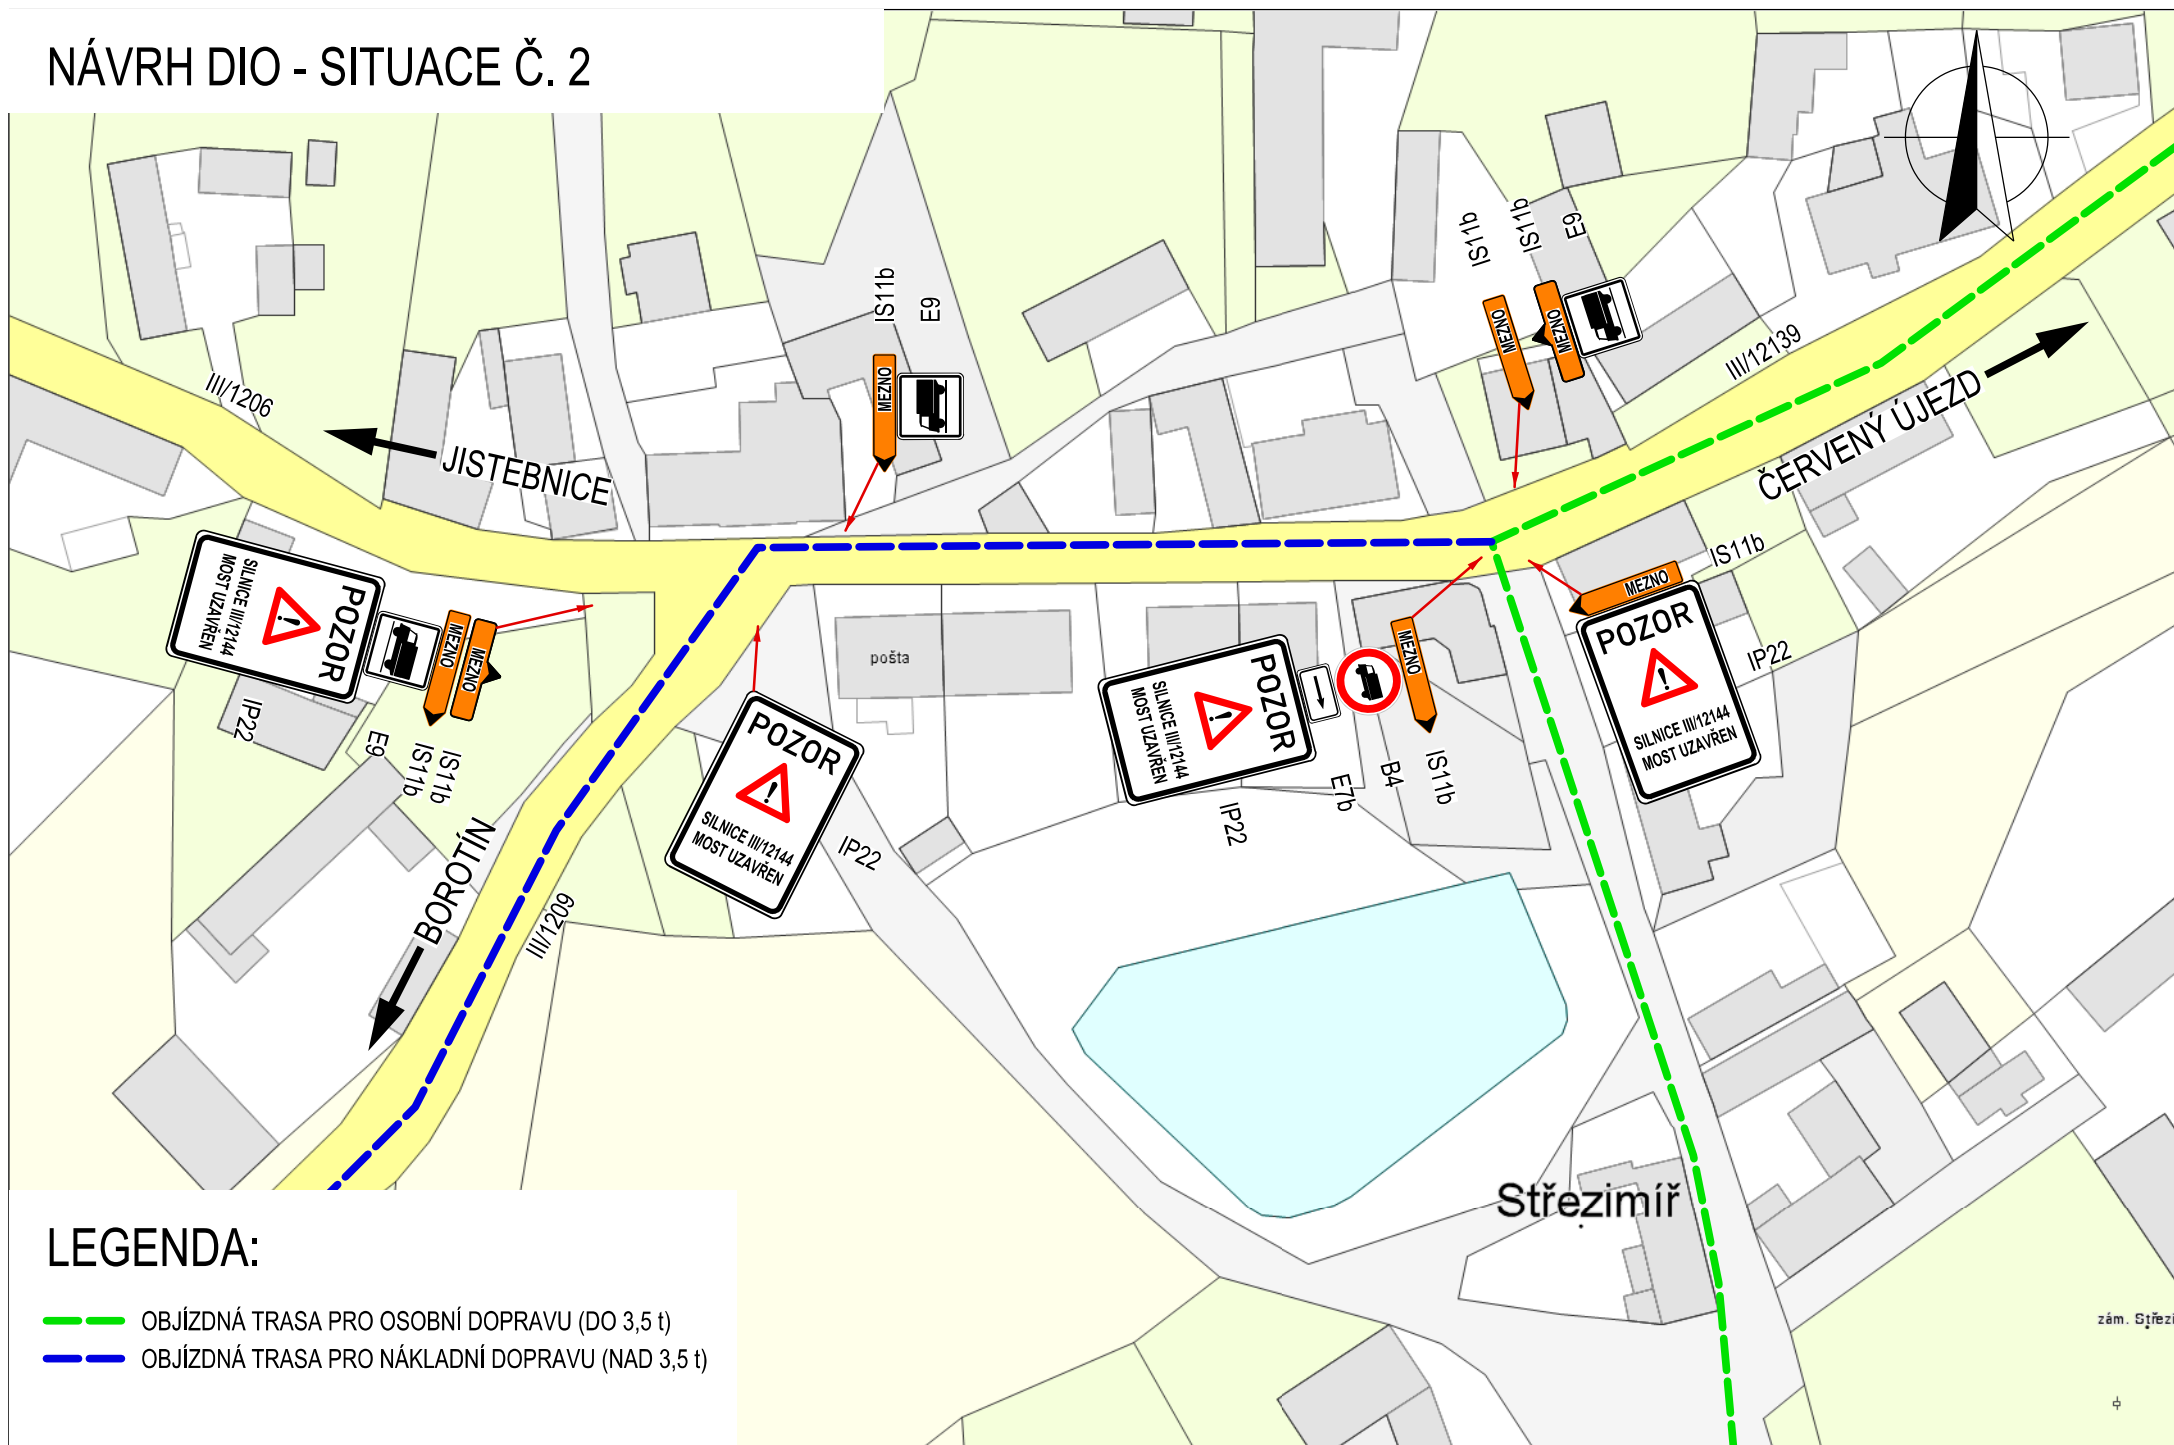 NÁVRH DIO - SITUACE Č. 2
IS11b
E9
MEZNO
IS11b
IS11b
E9
MEZNO
MEZNO
III/12139
ČERVENÝ ÚJEZD
III/1206
JISTEBNICE
POZOR
SILNICE III/12144
MOST UZAVŘEN
MEZNO
MEZNO
IP22
E9
IS11b
IS11b
BOROTÍN
III/1209
POZOR
SILNICE III/12144
MOST UZAVŘEN
IP22
pošta
POZOR
SILNICE III/12144
MOST UZAVŘEN
MEZNO
IP22
E7b
B4
IS11b
IS11b
MEZNO
POZOR
SILNICE III/12144
MOST UZAVŘEN
IP22
Střezimíř
zám. Střezi
LEGENDA:
OBJÍZDNÁ TRASA PRO OSOBNÍ DOPRAVU (DO 3,5 t)
OBJÍZDNÁ TRASA PRO NÁKLADNÍ DOPRAVU (NAD 3,5 t)